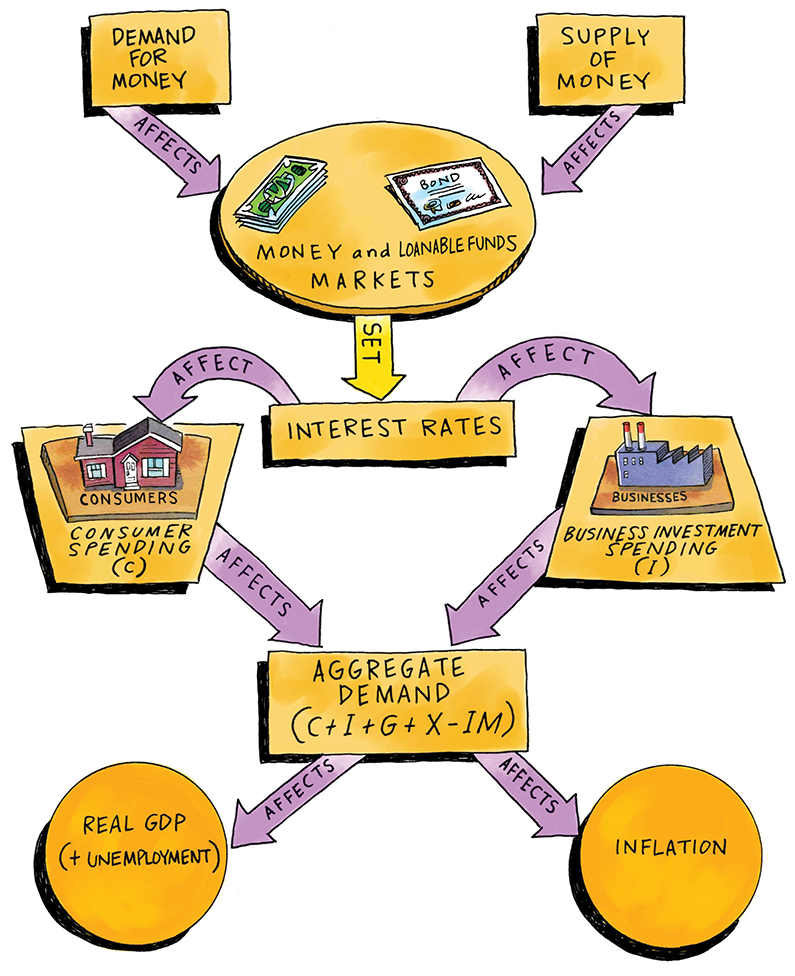 DEMAND
FOR
MONEY
SUPPLY
OF
MONEY
AFFECTS
AFFECTS
BOND
MONEY and LOANABLE FUNDS
MARKETS
SET
AFFECT
AFFECT
INTEREST RATES
CONSUMERS
CONSUMER
SPENDING
(C)
BUSINESSES
BUSINESS INVESTMENT
SPENDING
(I)
AFFECTS
AFFECTS
AGGREGATE
DEMAND
(C+I+G+X-IM)
AFFECTS
AFFECTS
REAL GDP
(+ UNEMPLOYMENT)
INFLATION